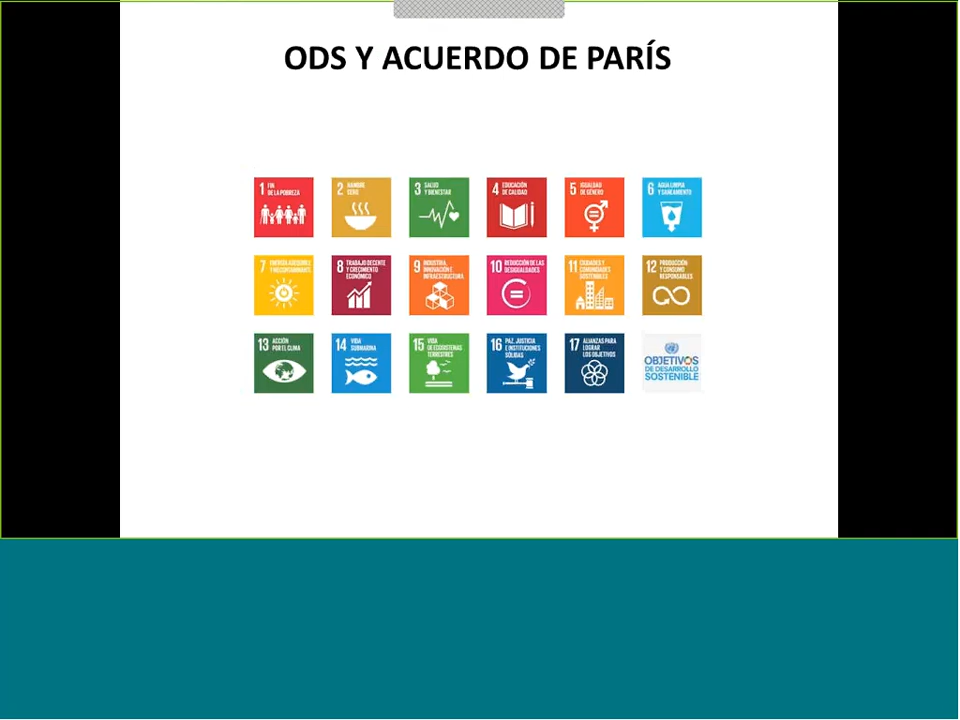 ODS Y ACUERDO DE PARÍS
1 FIN
DE LA POBREZA
2 HAMBRE
CERO
3 SALUD
Y BIENESTAR
4 EDUCACIÓN
DE CALIDAD
5 IGUALDAD
DE GÉNERO
6 AGUA LIMPIA
Y SANEAMIENTO
7 ENERGÍA ASEQUIBLE
Y NO CONTAMINANTE
8 TRABAJO DECENTE
Y CRECIMIENTO
ECONÓMICO
9 INDUSTRIA,
INNOVACIÓN E
INFRAESTRUCTURA
10 REDUCCIÓN DE LAS
DESIGUALDADES
11 CIUDADES Y
COMUNIDADES
SOSTENIBLES
12 PRODUCCIÓN
Y CONSUMO
RESPONSABLES
13 ACCIÓN
POR EL CLIMA
14 VIDA
SUBMARINA
15 VIDA
DE ECOSISTEMAS
TERRESTRES
16 PAZ, JUSTICIA
E INSTITUCIONES
SÓLIDAS
17 ALIANZAS PARA
LOGRAR
LOS OBJETIVOS
OBJETIVOS
DE DESARROLLO
SOSTENIBLE